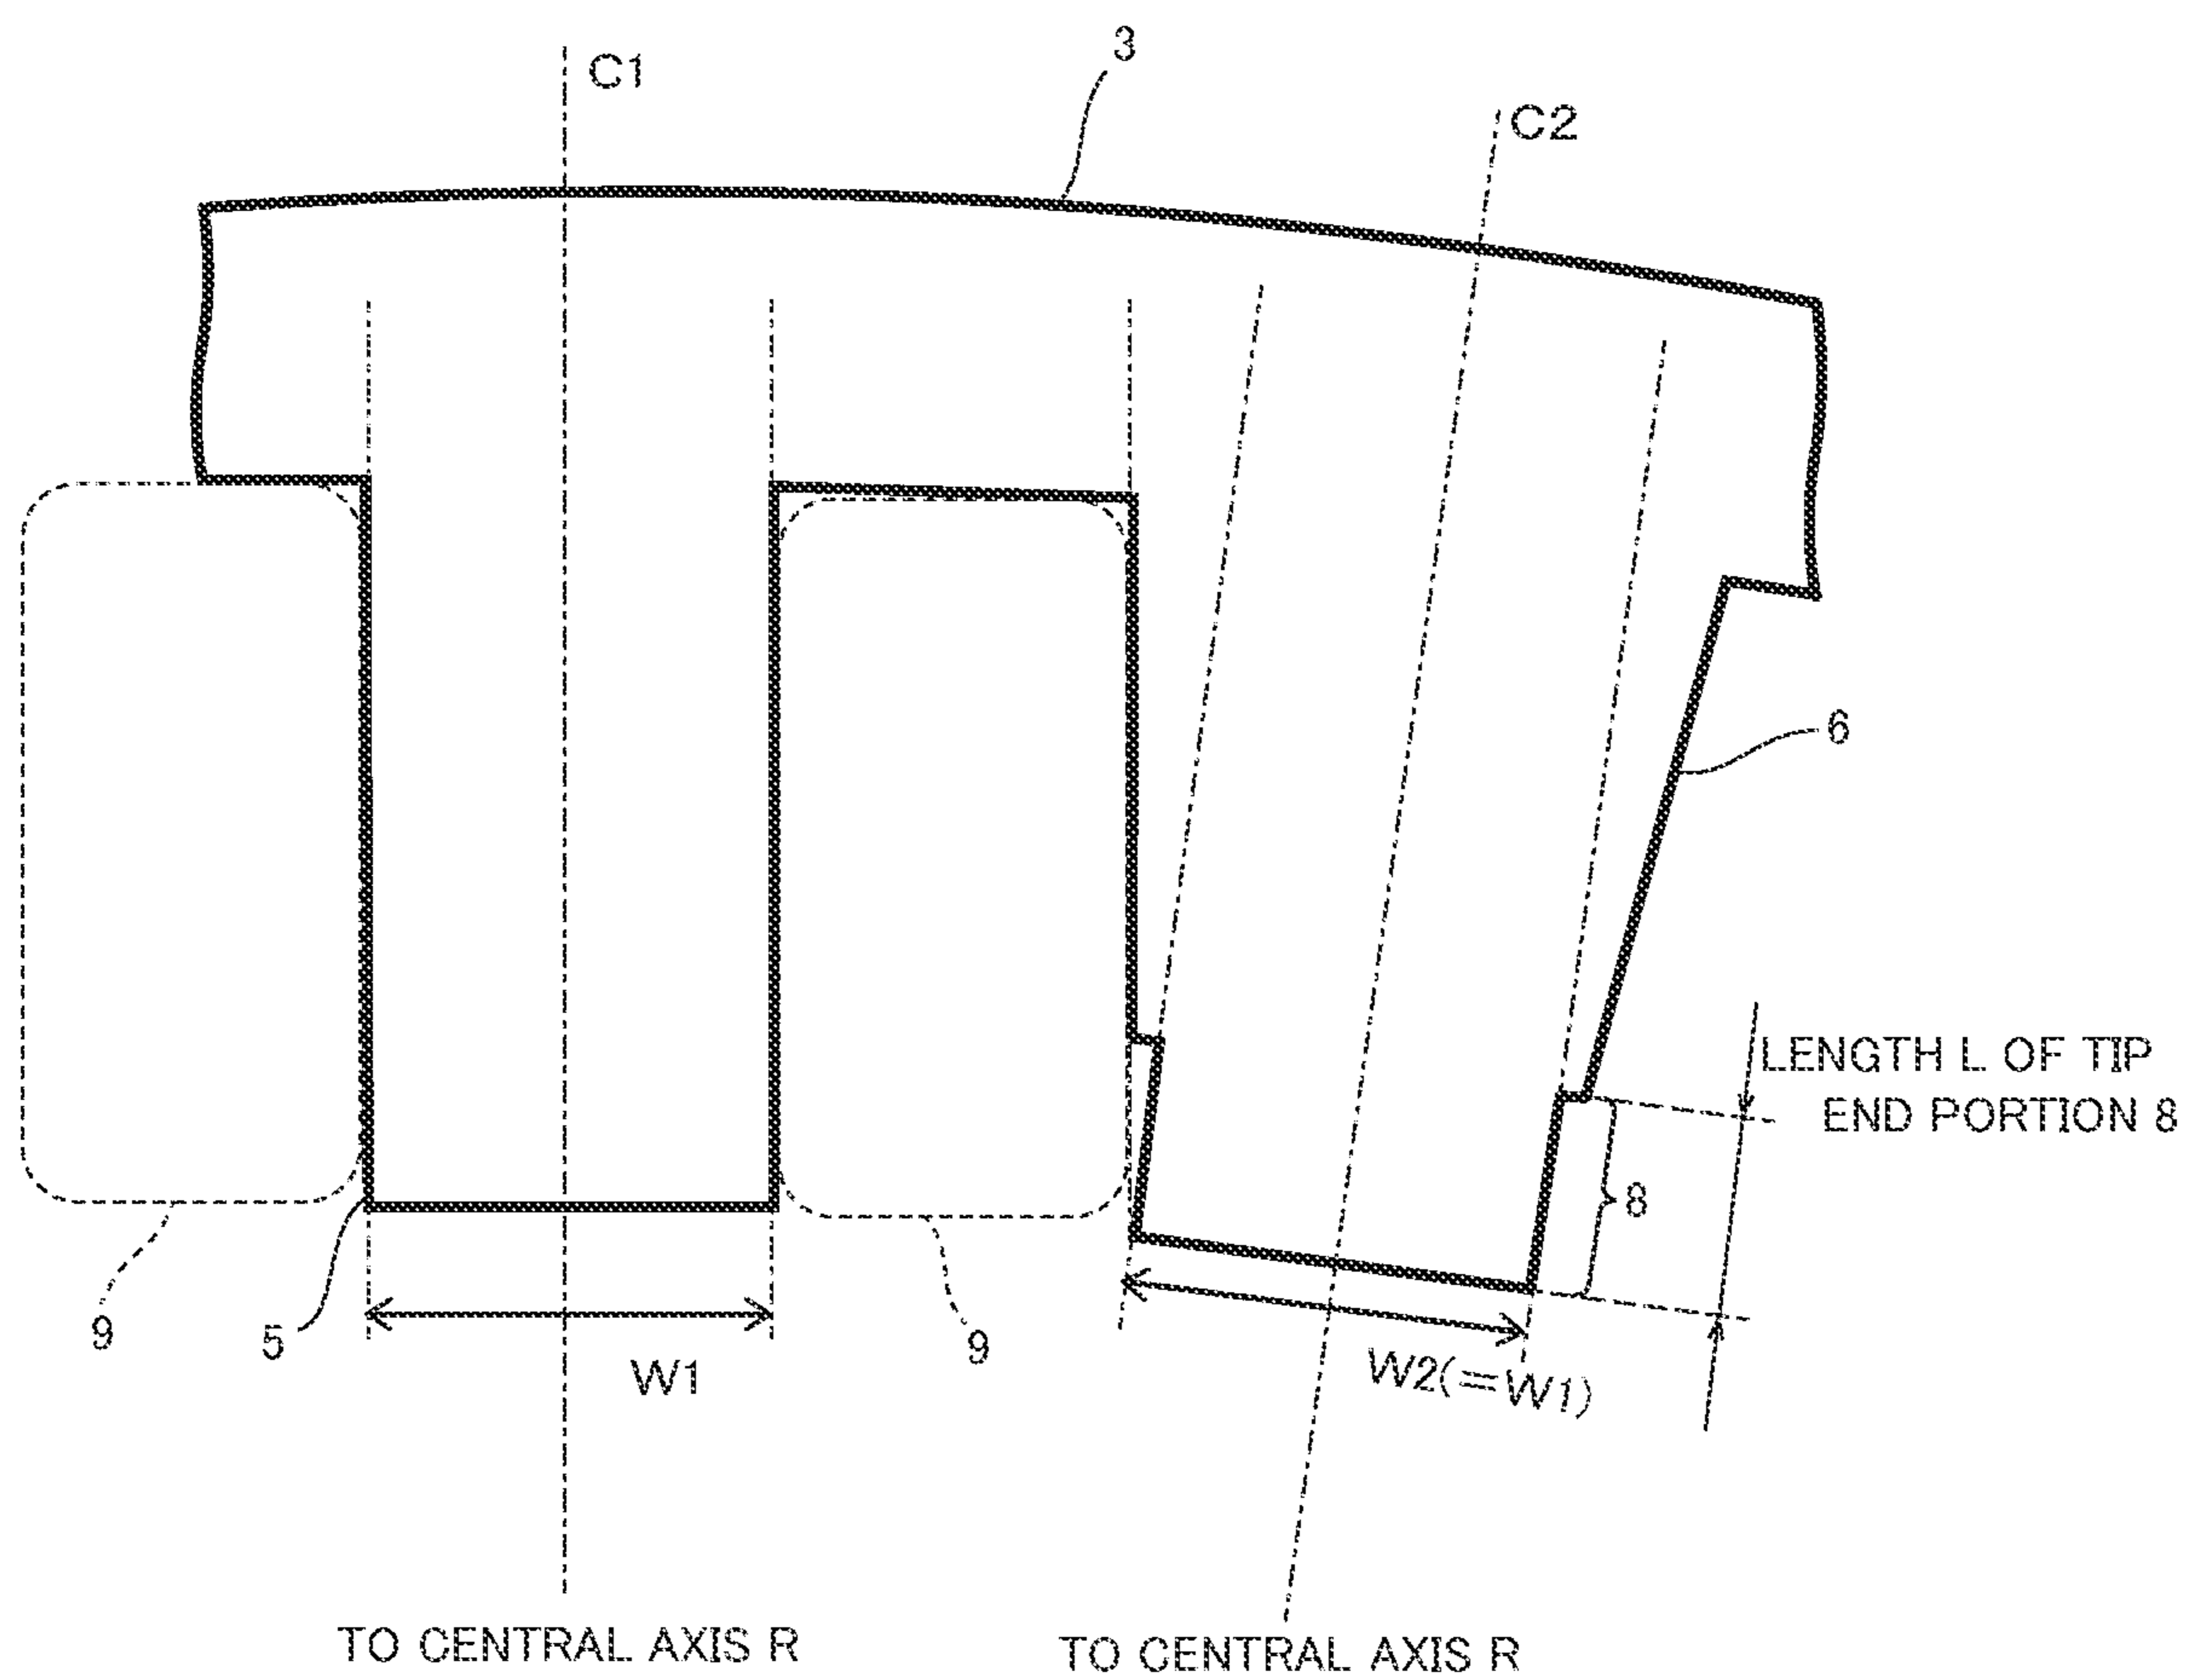 3
C1
C2
6
LENGTH L OF TIP
END PORTION 8
8
9
5
9
W1
W2(=W1)
TO CENTRAL AXIS R
TO CENTRAL AXIS R